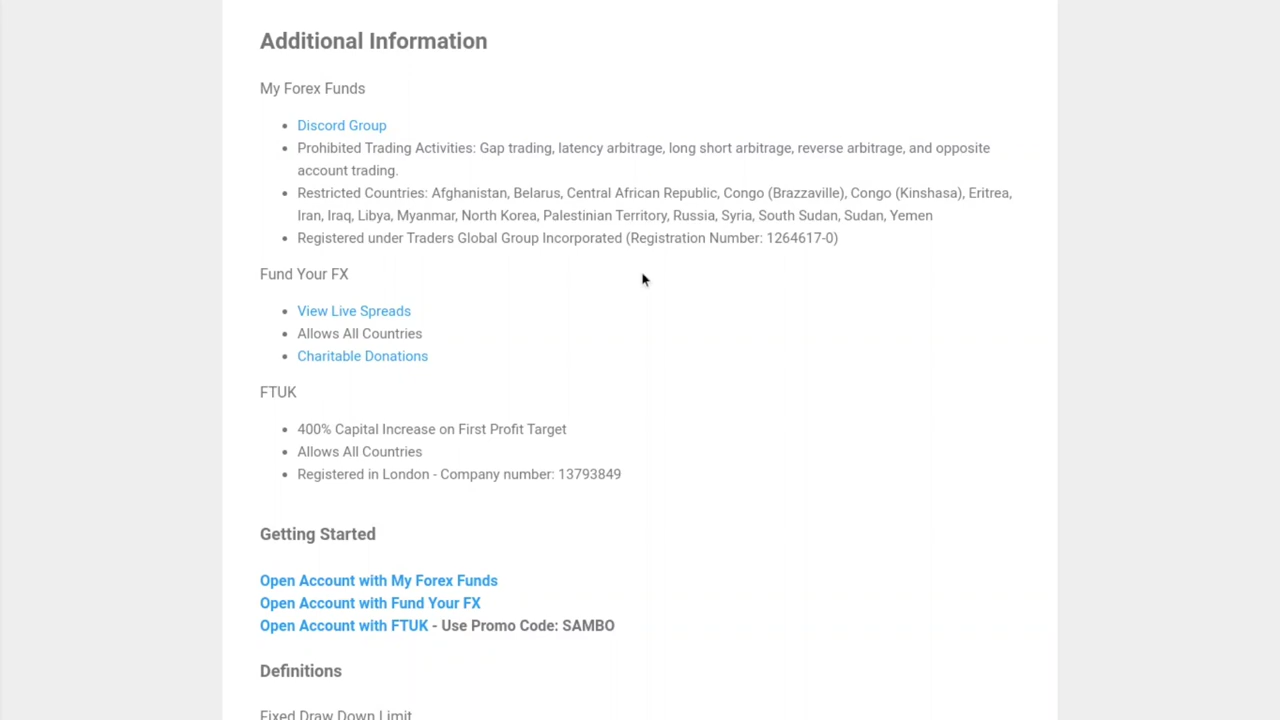 Additional Information
My Forex Funds
Discord Group
Prohibited Trading Activities: Gap trading, latency arbitrage, long short arbitrage, reverse arbitrage, and opposite
account trading.
Restricted Countries: Afghanistan, Belarus, Central African Republic, Congo (Brazzaville), Congo (Kinshasa), Eritrea,
Iran, Iraq, Libya, Myanmar, North Korea, Palestinian Territory, Russia, Syria, South Sudan, Sudan, Yemen
Registered under Traders Global Group Incorporated (Registration Number: 1264617-0)
Fund Your FX
View Live Spreads
Allows All Countries
Charitable Donations
FTUK
400% Capital Increase on First Profit Target
Allows All Countries
Registered in London - Company number: 13793849
Getting Started
Open Account with My Forex Funds
Open Account with Fund Your FX
Open Account with FTUK - Use Promo Code: SAMBO
Definitions
Fixed Draw Down Limit